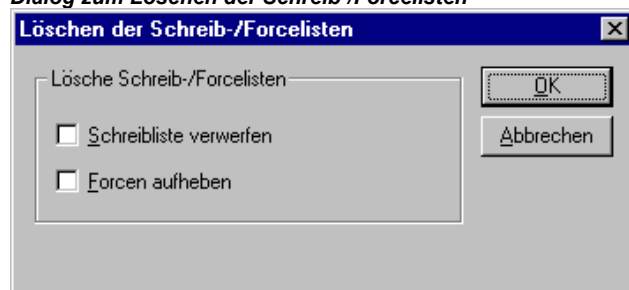 Dialog zum Löschen der Schreib-/Forcelisten
Löschen der Schreib-/Forcelisten
Lösche Schreib-/Forcelisten
OK
Schreibliste verwerfen
Abbrechen
Forcen aufheben